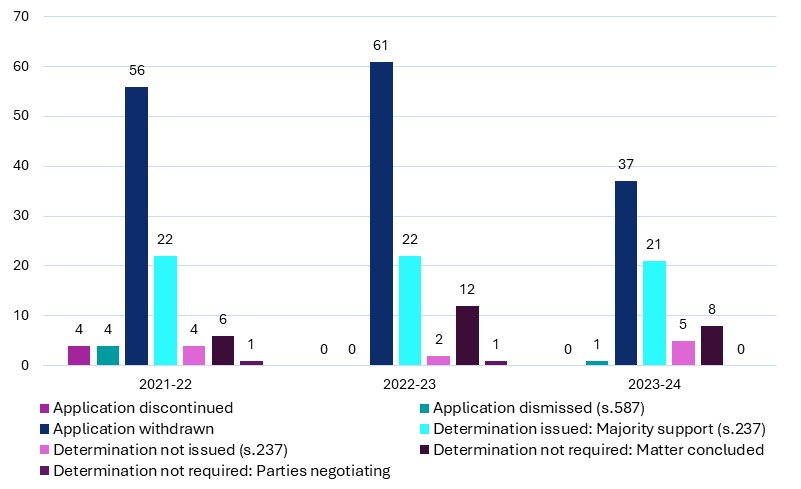 70
60
50
40
30
20
10
0
4 4 56 22 4 6 1
0 0 61 22 2 12 1
0 1 37 21 5 8 0
2021-22 2022-23 2023-24
Application discontinued Application dismissed (s.587)
Application withdrawn Determination issued: Majority support (s.237)
Determination not issued (s.237) Determination not required: Matter concluded
Determination not required: Parties negotiating